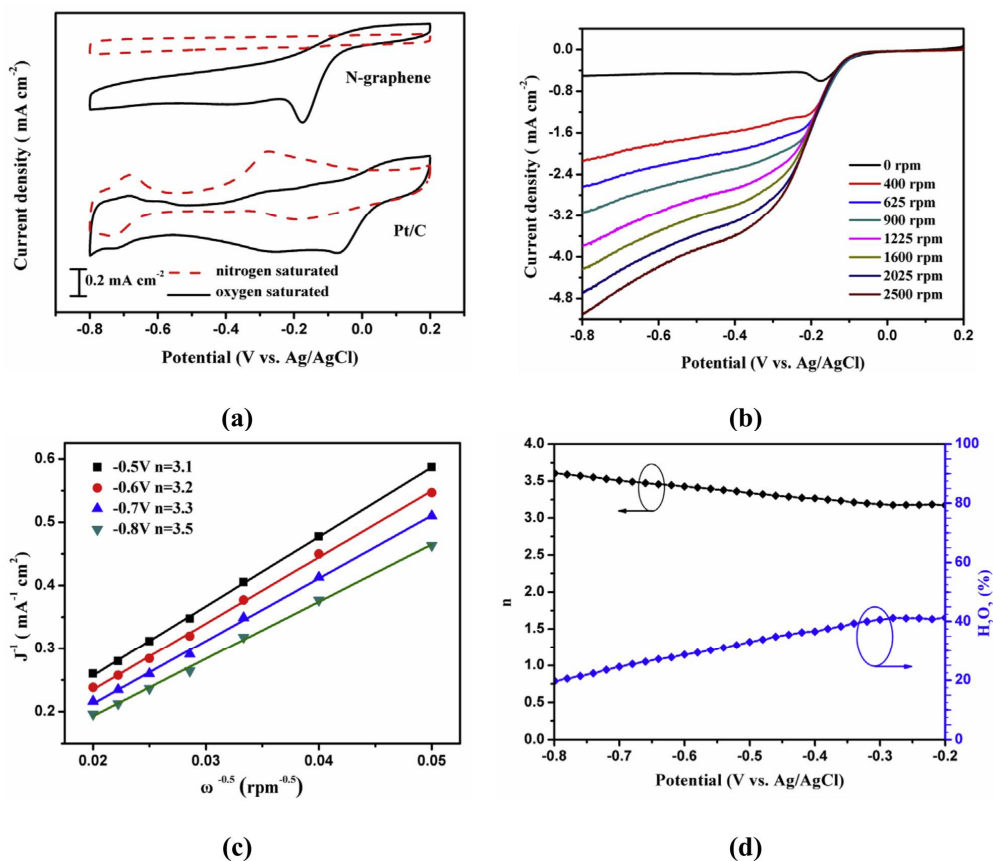 N-graphene
Pt/C
0.2 mA cm-2
nitrogen saturated
oxygen saturated
Current density ( mA cm-2)
-0.8 -0.6 -0.4 -0.2 0.0 0.2
Potential (V vs. Ag/AgCl)
(a)
Current density ( mA cm-2)
0.0
-0.8
-1.6
-2.4
-3.2
-4.0
-4.8
0 rpm
400 rpm
625 rpm
900 rpm
1225 rpm
1600 rpm
2025 rpm
2500 rpm
-0.8 -0.6 -0.4 -0.2 0.0 0.2
Potential (V vs. Ag/AgCl)
(b)
J-1 ( mA-1 cm2)
0.6
0.5
0.4
0.3
0.2
-0.5V n=3.1
-0.6V n=3.2
-0.7V n=3.3
-0.8V n=3.5
0.02 0.03 0.04 0.05
ω -0.5 (rpm-0.5)
(c)
n
4.0
3.5
3.0
2.5
2.0
1.5
1.0
0.5
0.0
100
80
60
40
20
0
H2O2 (%)
-0.8 -0.7 -0.6 -0.5 -0.4 -0.3 -0.2
Potential (V vs. Ag/AgCl)
(d)